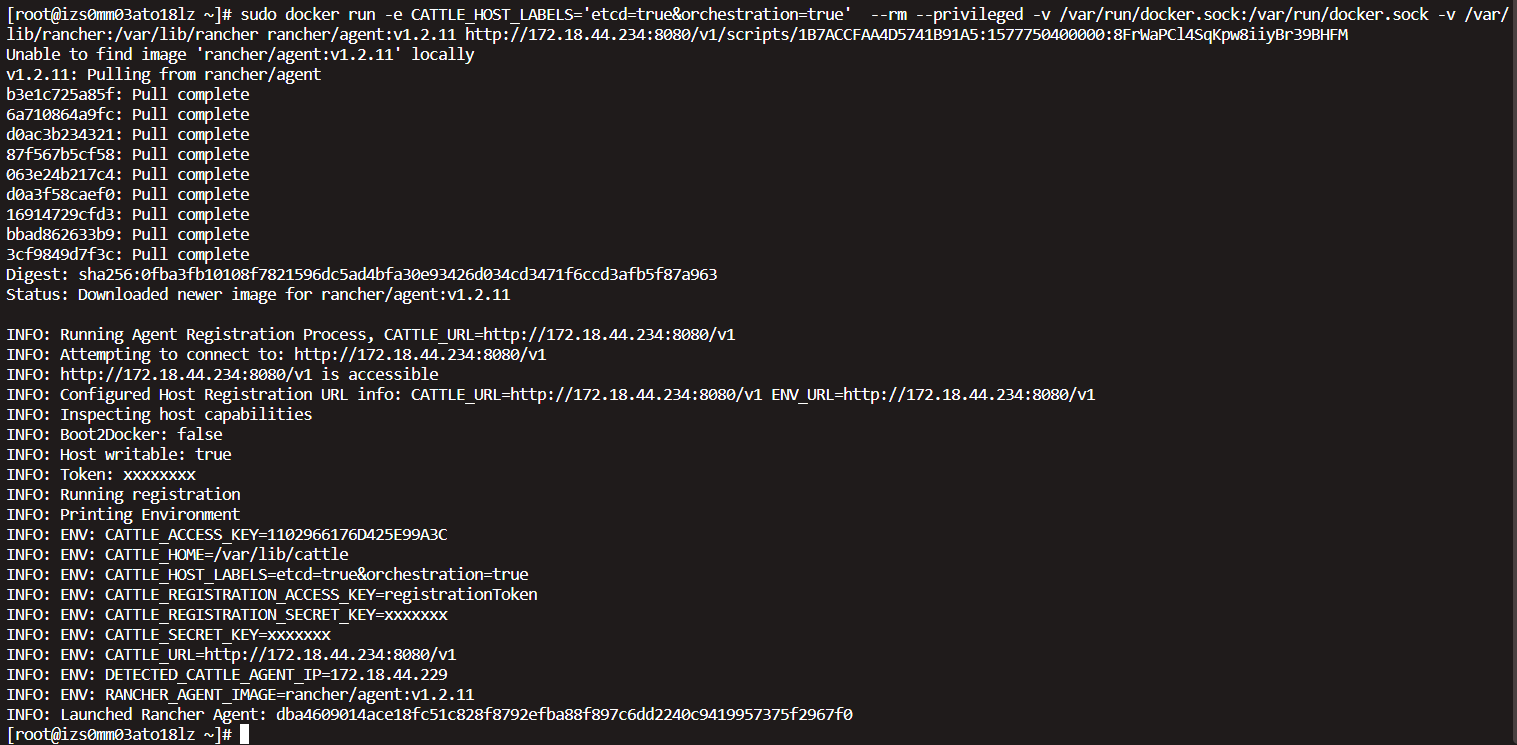 [root@izs0mm03ato18lz ~]# sudo docker run -e CATTLE_HOST_LABELS='etcd=true&orchestration=true'  --rm --privileged -v /var/run/docker.sock:/var/run/docker.sock -v /var/
lib/rancher:/var/lib/rancher rancher/agent:v1.2.11 http://172.18.44.234:8080/v1/scripts/1B7ACCFAA4D5741B91A5:1577750400000:8FrWaPCl4SqKpw8iiyBr39BHFM
Unable to find image 'rancher/agent:v1.2.11' locally
v1.2.11: Pulling from rancher/agent
b3e1c725a85f: Pull complete
6a710864a9fc: Pull complete
d0ac3b234321: Pull complete
87f567b5cf58: Pull complete
063e24b217c4: Pull complete
d0a3f58caef0: Pull complete
16914729cfd3: Pull complete
bbad862633b9: Pull complete
3cf9849d7f3c: Pull complete
Digest: sha256:0fba3fb10108f7821596dc5ad4bfa30e93426d034cd3471f6ccd3afb5f87a963
Status: Downloaded newer image for rancher/agent:v1.2.11

INFO: Running Agent Registration Process, CATTLE_URL=http://172.18.44.234:8080/v1
INFO: Attempting to connect to: http://172.18.44.234:8080/v1
INFO: http://172.18.44.234:8080/v1 is accessible
INFO: Configured Host Registration URL info: CATTLE_URL=http://172.18.44.234:8080/v1 ENV_URL=http://172.18.44.234:8080/v1
INFO: Inspecting host capabilities
INFO: Boot2Docker: false
INFO: Host writable: true
INFO: Token: xxxxxxxx
INFO: Running registration
INFO: Printing Environment
INFO: ENV: CATTLE_ACCESS_KEY=1102966176D425E99A3C
INFO: ENV: CATTLE_HOME=/var/lib/cattle
INFO: ENV: CATTLE_HOST_LABELS=etcd=true&orchestration=true
INFO: ENV: CATTLE_REGISTRATION_ACCESS_KEY=registrationToken
INFO: ENV: CATTLE_REGISTRATION_SECRET_KEY=xxxxxxx
INFO: ENV: CATTLE_SECRET_KEY=xxxxxxx
INFO: ENV: CATTLE_URL=http://172.18.44.234:8080/v1
INFO: ENV: DETECTED_CATTLE_AGENT_IP=172.18.44.229
INFO: ENV: RANCHER_AGENT_IMAGE=rancher/agent:v1.2.11
INFO: Launched Rancher Agent: dba4609014ace18fc51c828f8792efba88f897c6dd2240c9419957375f2967f0
[root@izs0mm03ato18lz ~]#